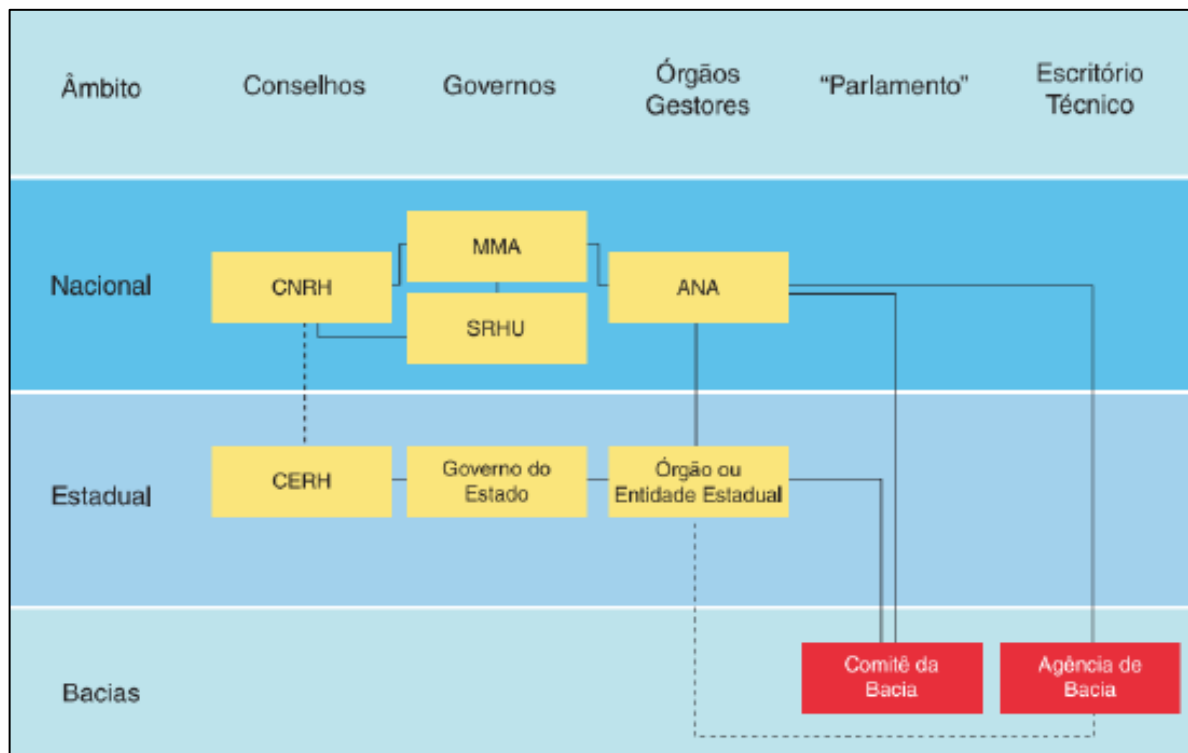 Âmbito
Conselhos
Governos
Órgãos
Gestores
“Parlamento”
Escritório
Técnico
Nacional
CNRH
MMA
SRHU
ANA
Estadual
CERH
Governo do
Estado
Órgão ou
Entidade Estadual
Bacias
Comitê da
Bacia
Agência de
Bacia